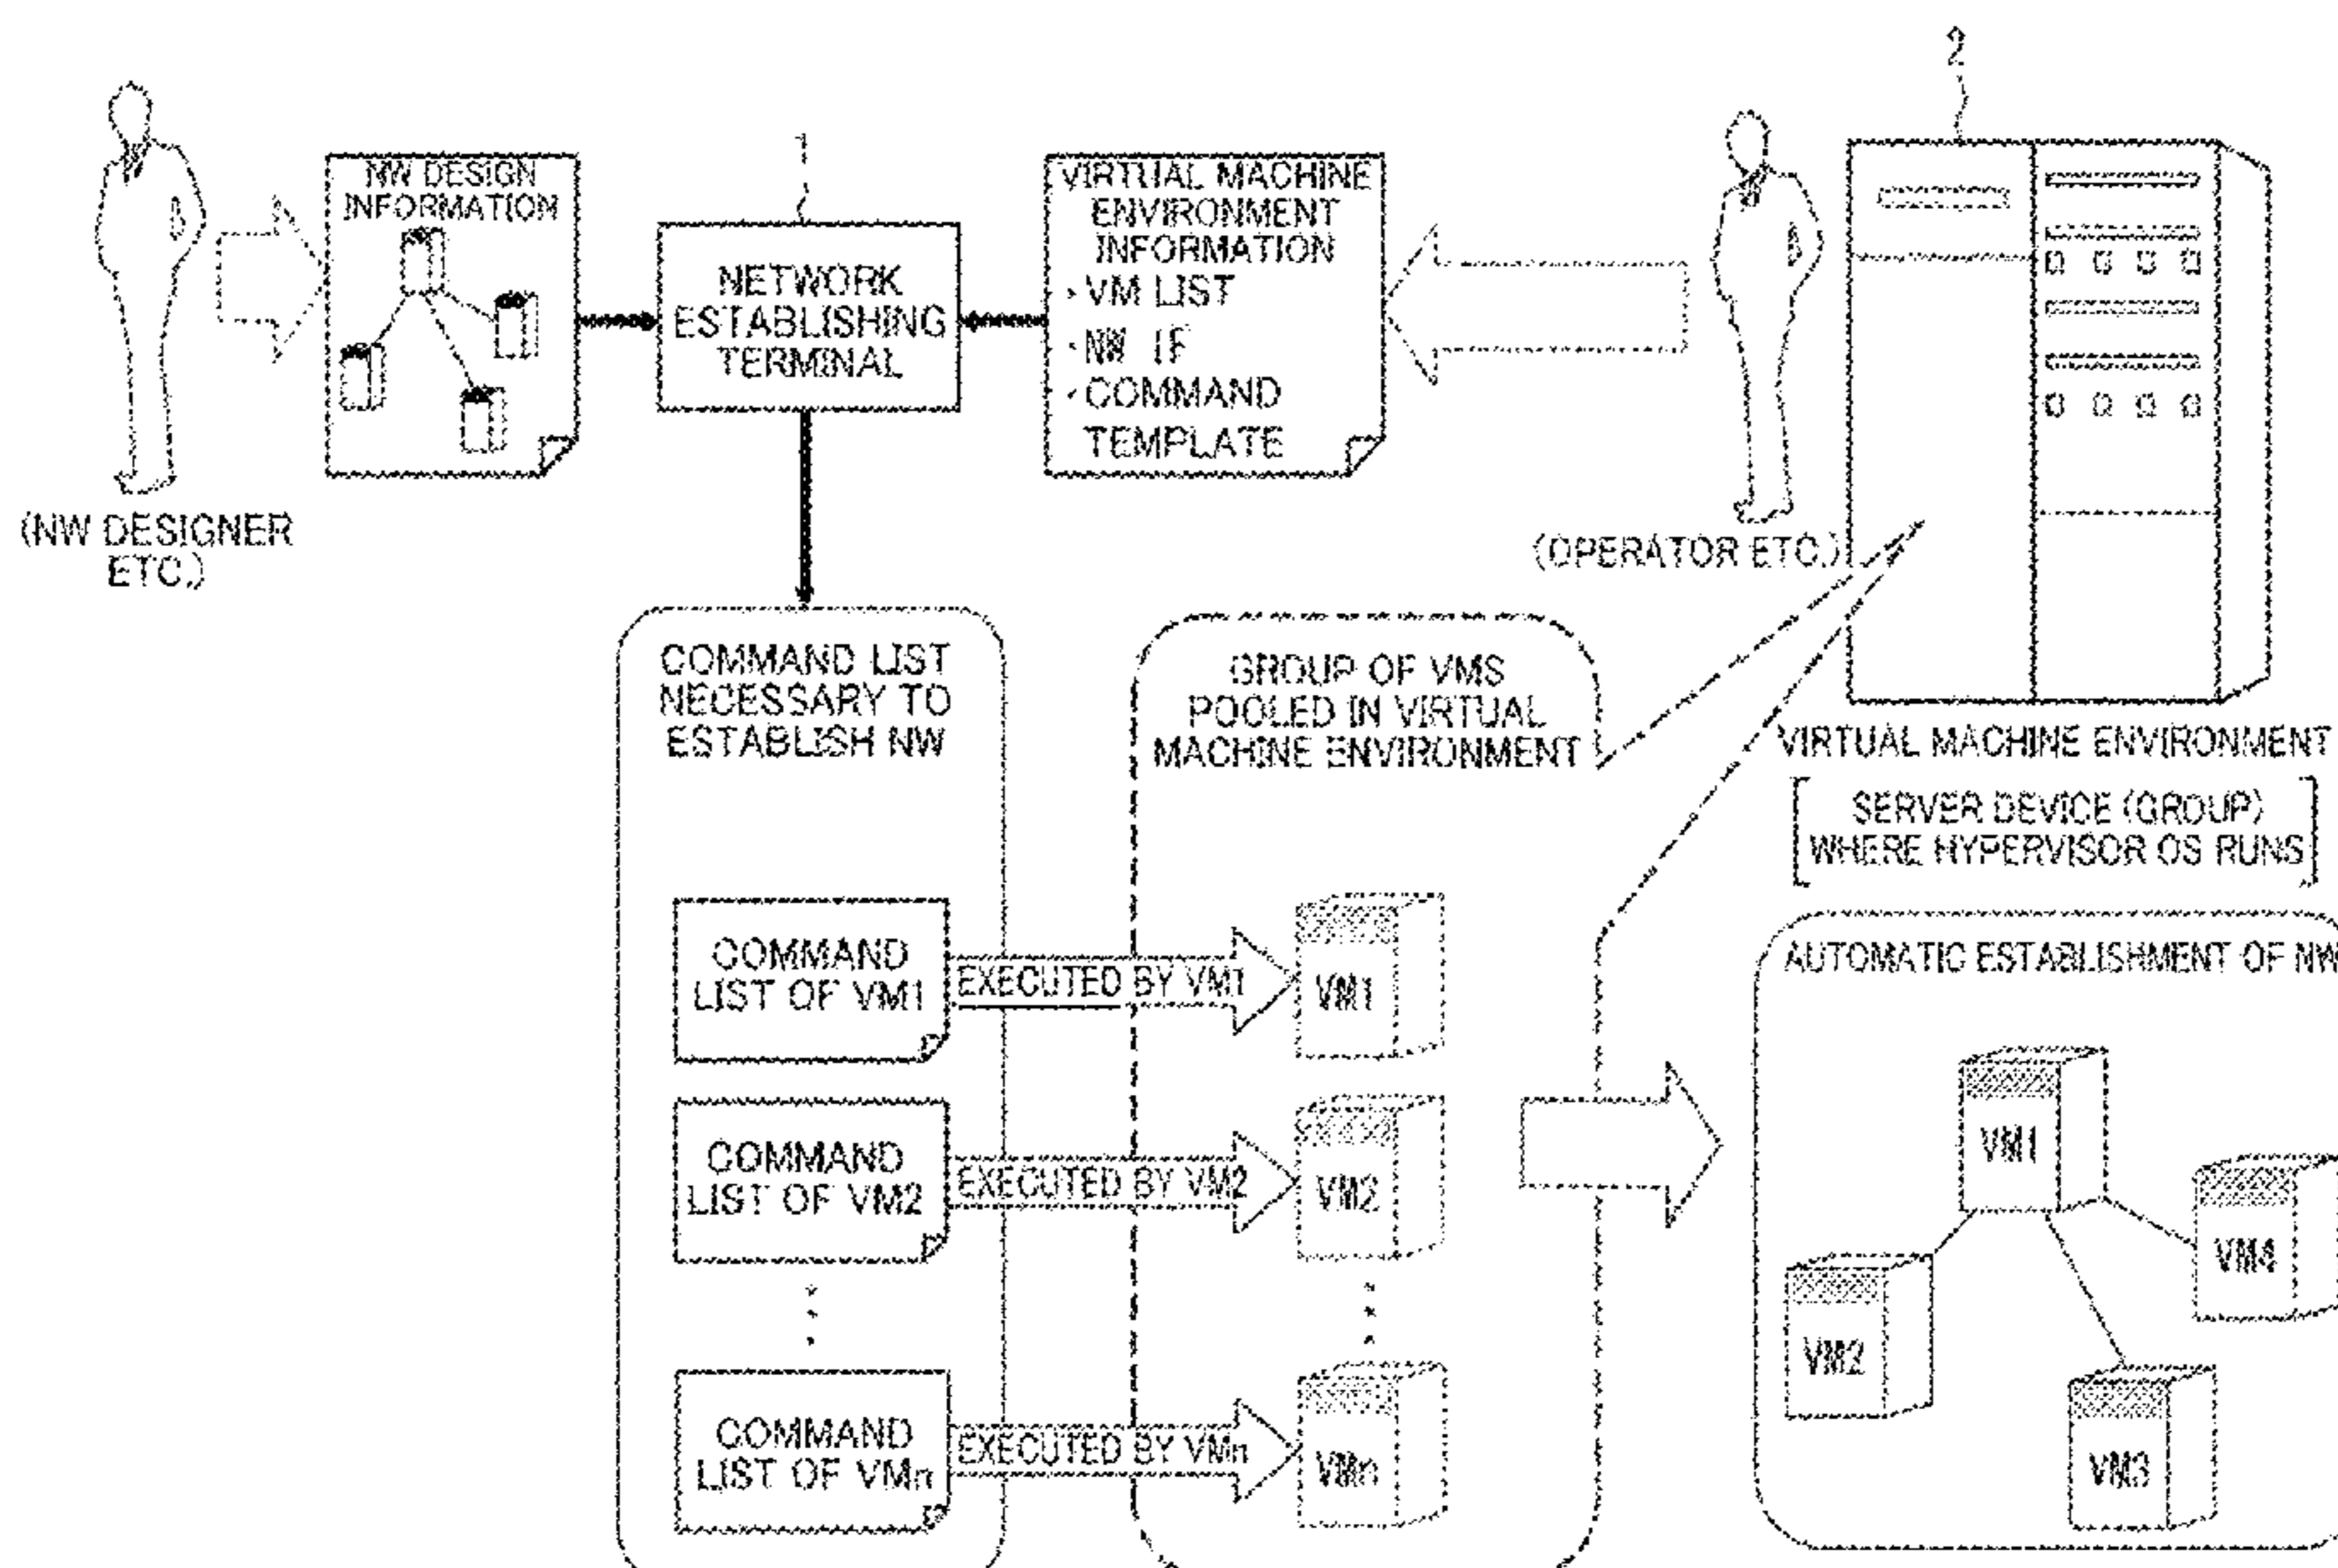 2
1
NW DESIGN
INFORMATION
NETWORK
ESTABLISHING
TERMINAL
VIRTUAL MACHINE
ENVIRONMENT
INFORMATION
・VM LIST
・NW IF
・COMMAND
TEMPLATE
(NW DESIGNER
ETC.)
(OPERATOR ETC.)
COMMAND LIST
NECESSARY TO
ESTABLISH NW
GROUP OF VMS
POOLED IN VIRTUAL
MACHINE ENVIRONMENT
VIRTUAL MACHINE ENVIRONMENT
[SERVER DEVICE (GROUP)
WHERE HYPERVISOR OS RUNS]
COMMAND
LIST OF VM1
EXECUTED BY VM1
VM1
COMMAND
LIST OF VM2
EXECUTED BY VM2
VM2
COMMAND
LIST OF VMn
EXECUTED BY VMn
VMn
AUTOMATIC ESTABLISHMENT OF NW
VM1
VM4
VM2
VM3